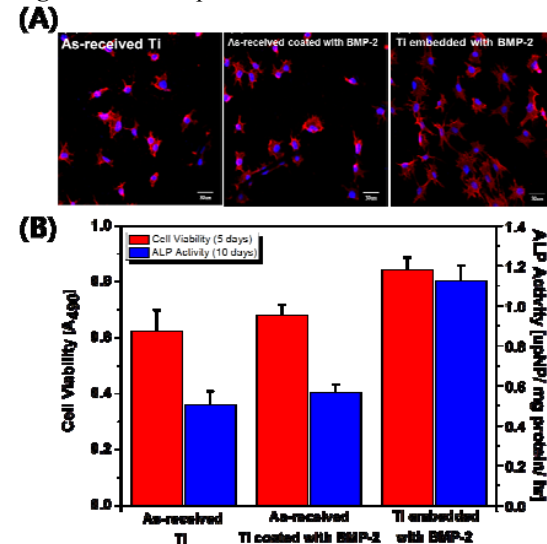 (A)
As-received Ti
As-received coated with BMP-2
Ti embedded with BMP-2
(B)
Cell Viability (5 days)
ALP Activity (10 days)
Cell Viability [A490]
1.0
0.8
0.6
0.4
0.2
0.0
ALP Activity [upNP/ mg protein/ hr]
1.4
1.2
1.0
0.8
0.6
0.4
0.2
0.0
As-received
Ti
As-received
Ti coated with BMP-2
Ti embedded
with BMP-2